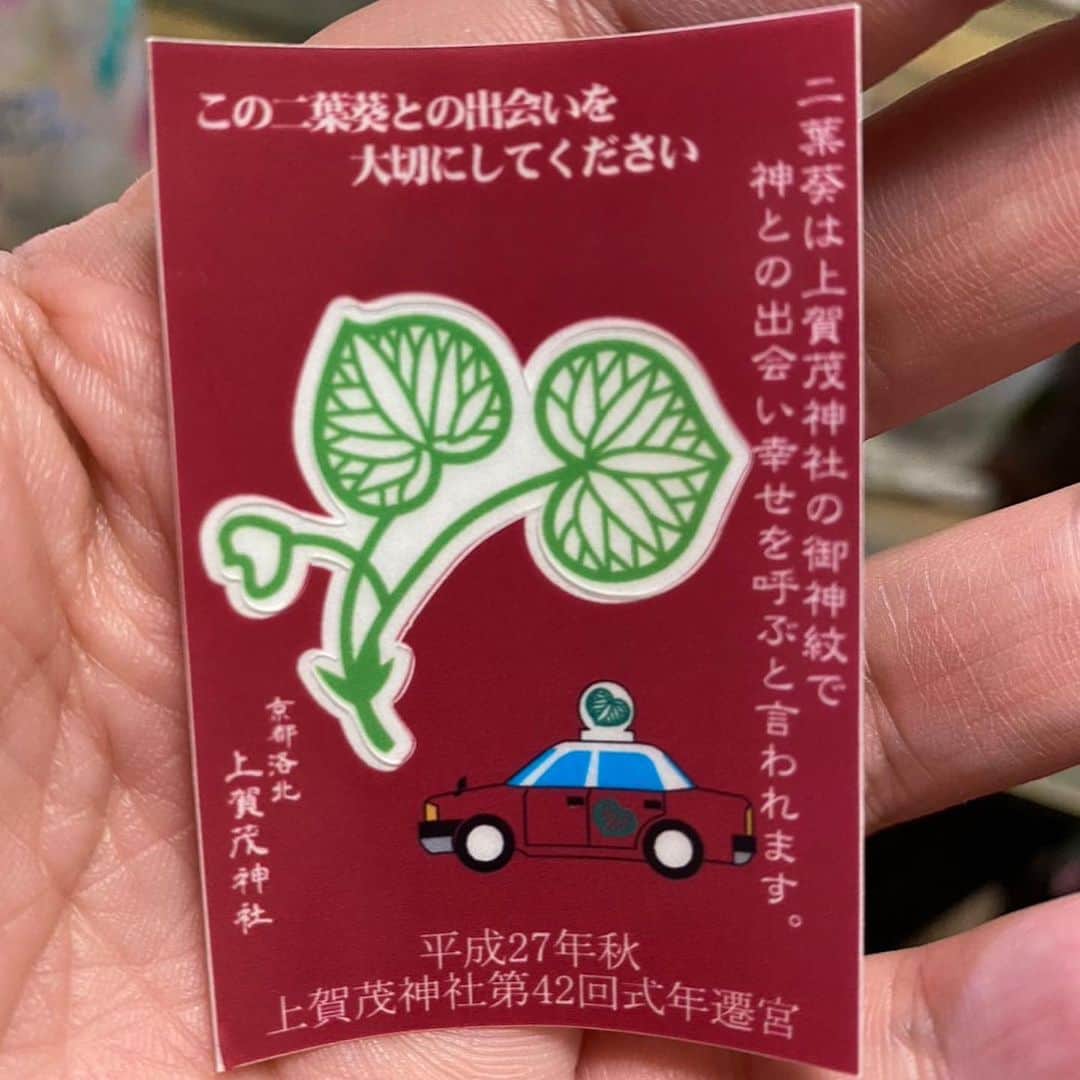 この二葉葵との出会いを
大切にしてください
二葉葵は上賀茂神社の御神紋で
神との出会い幸せを呼ぶと言われます。
京都洛北
上賀茂神社
平成27年秋
上賀茂神社第42回式年遷宮